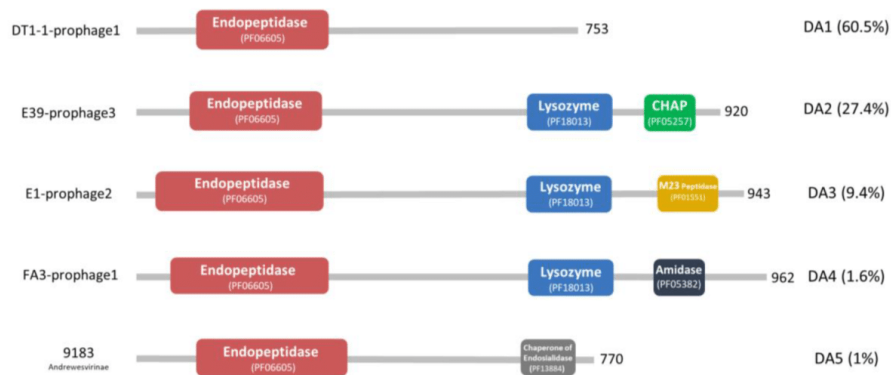 DT1-1-prophage1 Endopeptidase (PF06605) 753 DA1 (60.5%)
E39-prophage3 Endopeptidase (PF06605) Lysozyme (PF18013) CHAP (PF05257) 920 DA2 (27.4%)
E1-prophage2 Endopeptidase (PF06605) Lysozyme (PF18013) M23 Peptidase (PF01551) 943 DA3 (9.4%)
FA3-prophage1 Endopeptidase (PF06605) Lysozyme (PF18013) Amidase (PF05382) 962 DA4 (1.6%)
9183 Andrewesvirinae Endopeptidase (PF06605) Chaperone of Endosialidase (PF13884) 770 DA5 (1%)